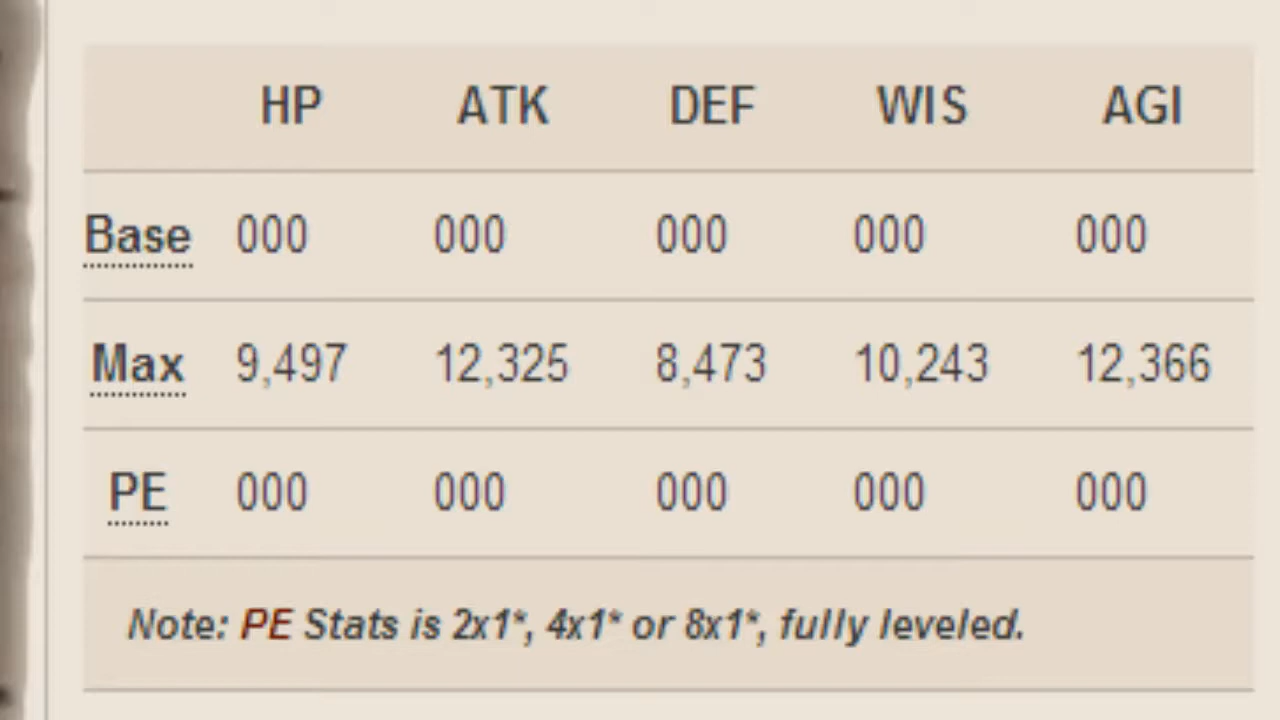 HP ATK DEF WIS AGI
Base 000 000 000 000 000
Max 9,497 12,325 8,473 10,243 12,366
PE 000 000 000 000 000
Note: PE Stats is 2x1*, 4x1* or 8x1*, fully leveled.